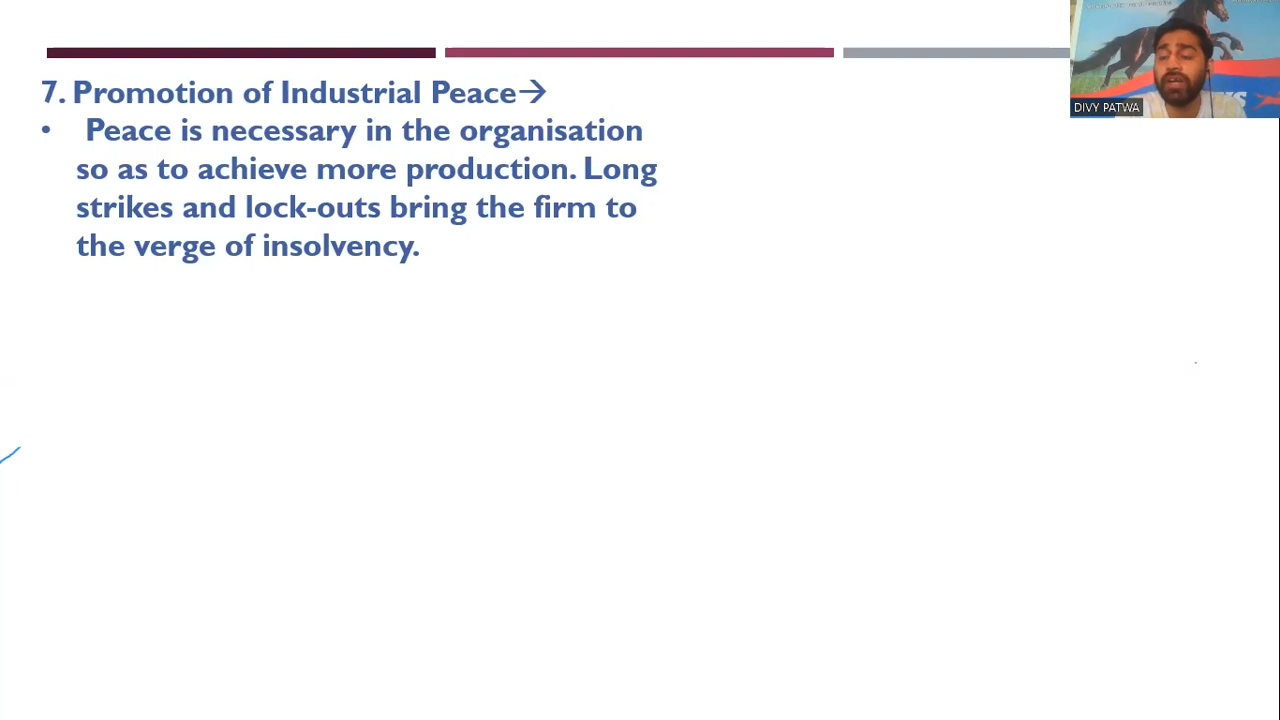 7. Promotion of Industrial Peace→
• Peace is necessary in the organisation
so as to achieve more production. Long
strikes and lock-outs bring the firm to
the verge of insolvency.
DIVY PATWA